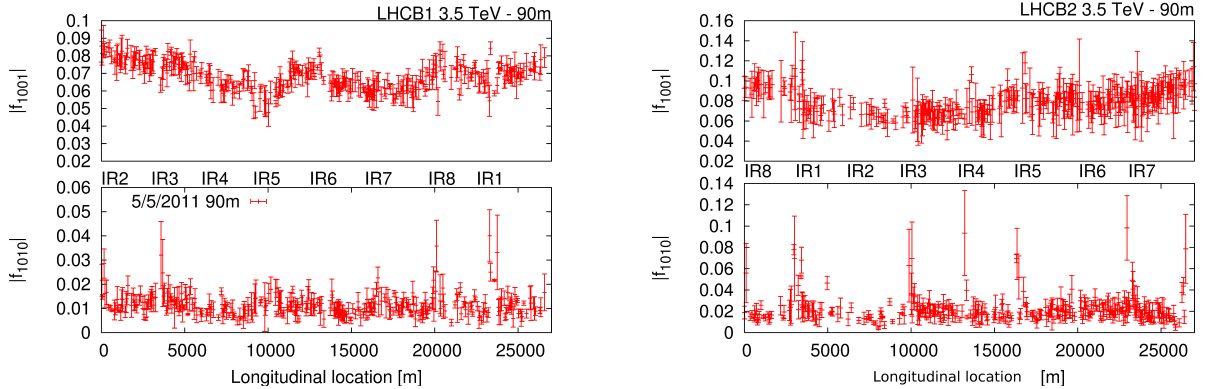 LHCB1 3.5 TeV - 90m
0.1
0.09
0.08
0.07
0.06
0.05
0.04
0.03
0.02
|f1001|
IR2 IR3 IR4 IR5 IR6 IR7 IR8 IR1
0.06
0.05
0.04
0.03
0.02
0.01
0
|f1010|
5/5/2011 90m
0 5000 10000 15000 20000 25000
Longitudinal location [m]
LHCB2 3.5 TeV - 90m
0.16
0.14
0.12
0.1
0.08
0.06
0.04
0.02
|f1001|
IR8 IR1 IR2 IR3 IR4 IR5 IR6 IR7
0.14
0.12
0.1
0.08
0.06
0.04
0.02
0
|f1010|
0 5000 10000 15000 20000 25000
Longitudinal location [m]